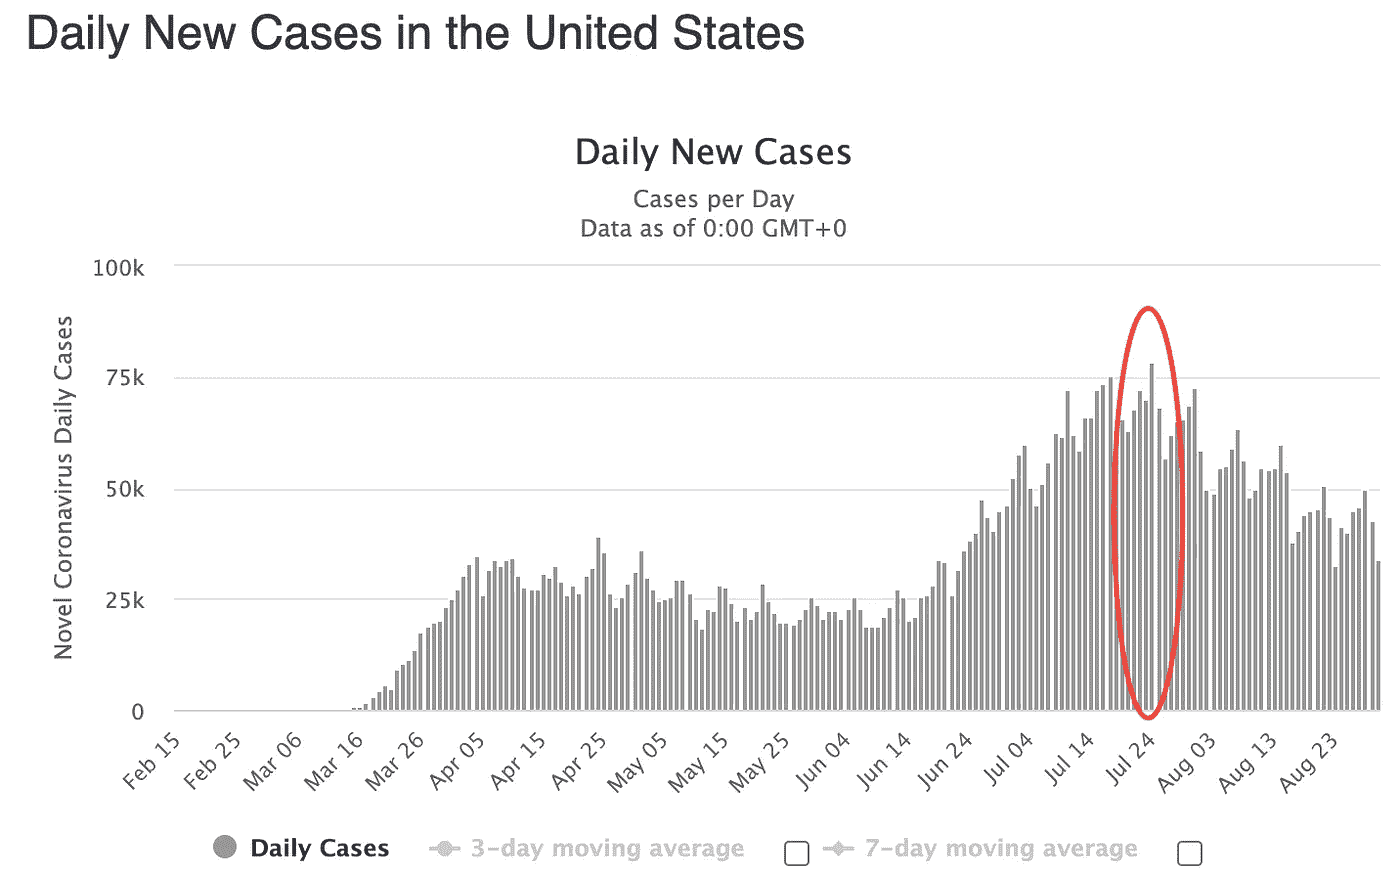 Daily New Cases in the United States
Daily New Cases
Cases per Day
Data as of 0:00 GMT+0
Novel Coronavirus Daily Cases
100k
75k
50k
25k
0
Feb 15
Feb 25
Mar 06
Mar 16
Mar 26
Apr 05
Apr 15
Apr 25
May 05
May 15
May 25
Jun 04
Jun 14
Jun 24
Jul 04
Jul 14
Jul 24
Aug 03
Aug 13
Aug 23
Daily Cases
3-day moving average
7-day moving average